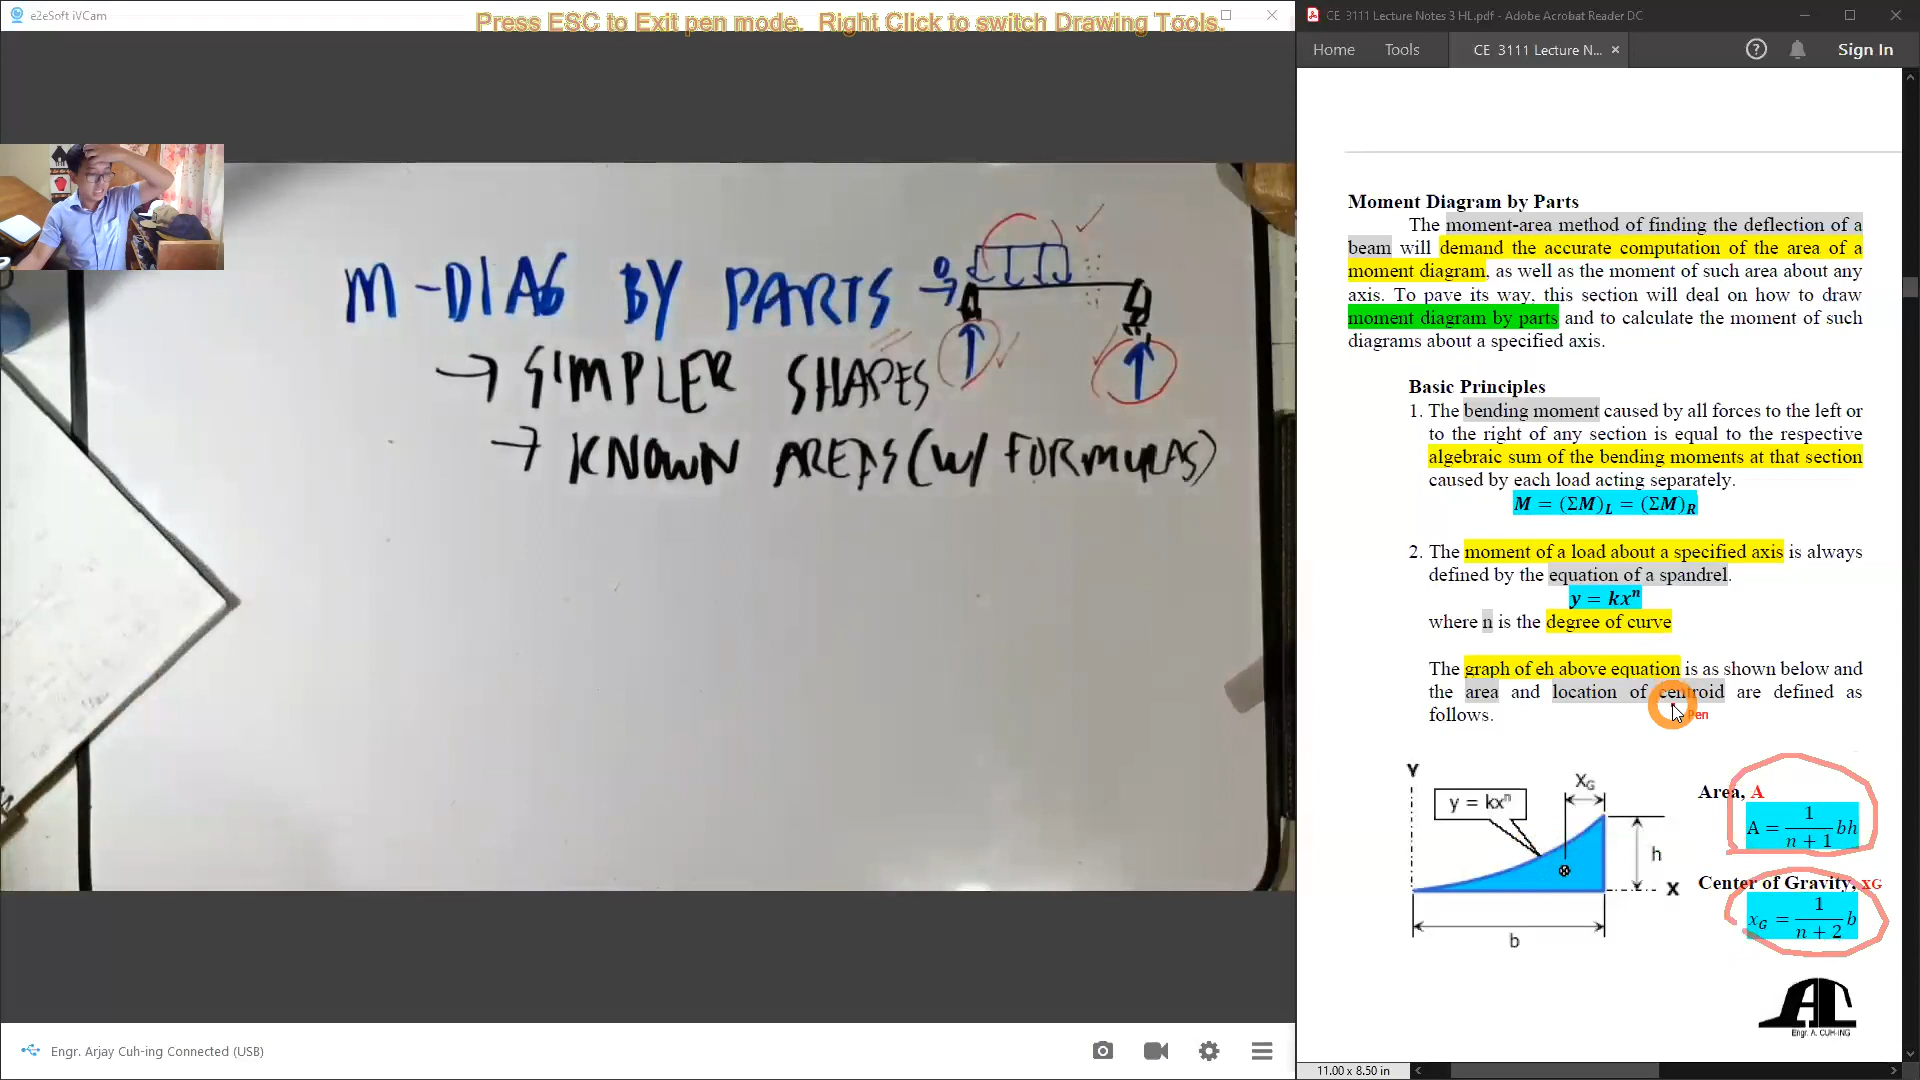 e2eSoft iVCam
Press ESC to Exit pen mode. Right Click to switch Drawing Tools.
M-DIAG BY PARTS
→ SIMPLER SHAPES
→ KNOWN AREAS (W/ FORMULAS)
Engr. Arjay Cuh-ing Connected (USB)
CE 3111 Lecture Notes 3 HL.pdf - Adobe Acrobat Reader DC
Home Tools CE 3111 Lecture N... × ? Sign In
Moment Diagram by Parts
The moment-area method of finding the deflection of a
beam will demand the accurate computation of the area of a
moment diagram, as well as the moment of such area about any
axis. To pave its way, this section will deal on how to draw
moment diagram by parts and to calculate the moment of such
diagrams about a specified axis.
Basic Principles
1. The bending moment caused by all forces to the left or
to the right of any section is equal to the respective
algebraic sum of the bending moments at that section
caused by each load acting separately.
M = (ΣM)L = (ΣM)R
2. The moment of a load about a specified axis is always
defined by the equation of a spandrel.
y = kxⁿ
where n is the degree of curve
The graph of eh above equation is as shown below and
the area and location of centroid are defined as
follows.
Pen
Y
XG
y = kxⁿ
h
X
b
Area, A
A = 1/(n + 1) bh
Center of Gravity, xG
xG = 1/(n + 2) b
AC
Engr. A. CUH-ING
11.00 x 8.50 in